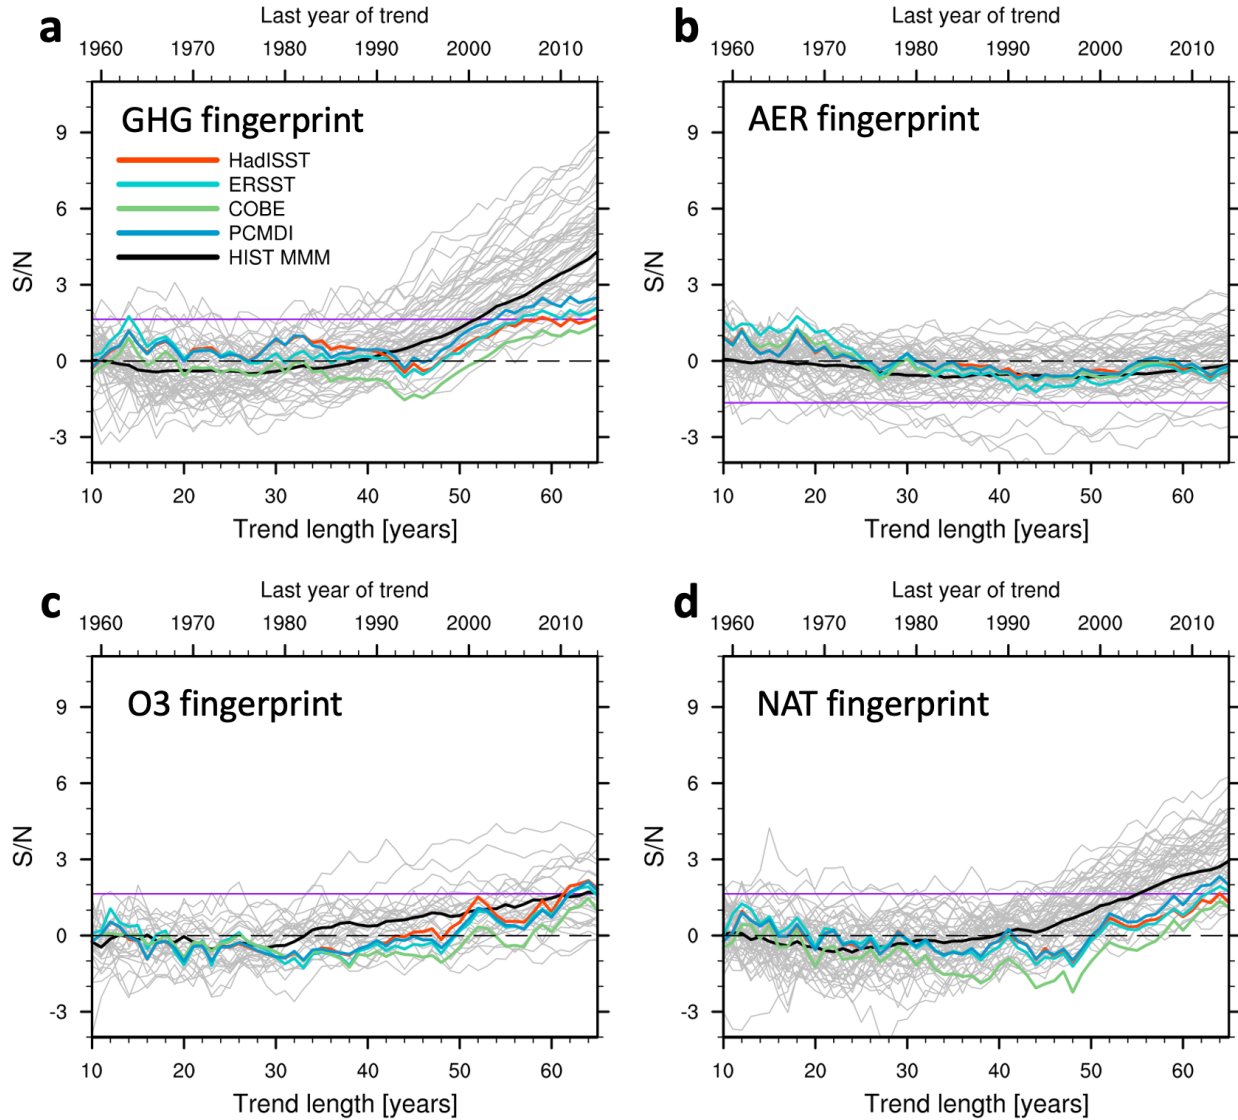 a
Last year of trend
1960 1970 1980 1990 2000 2010
GHG fingerprint
HadISST
ERSST
COBE
PCMDI
HIST MMM
S/N
9
6
3
0
-3
10 20 30 40 50 60
Trend length [years]
b
Last year of trend
1960 1970 1980 1990 2000 2010
AER fingerprint
S/N
9
6
3
0
-3
10 20 30 40 50 60
Trend length [years]
c
Last year of trend
1960 1970 1980 1990 2000 2010
O3 fingerprint
S/N
9
6
3
0
-3
10 20 30 40 50 60
Trend length [years]
d
Last year of trend
1960 1970 1980 1990 2000 2010
NAT fingerprint
S/N
9
6
3
0
-3
10 20 30 40 50 60
Trend length [years]